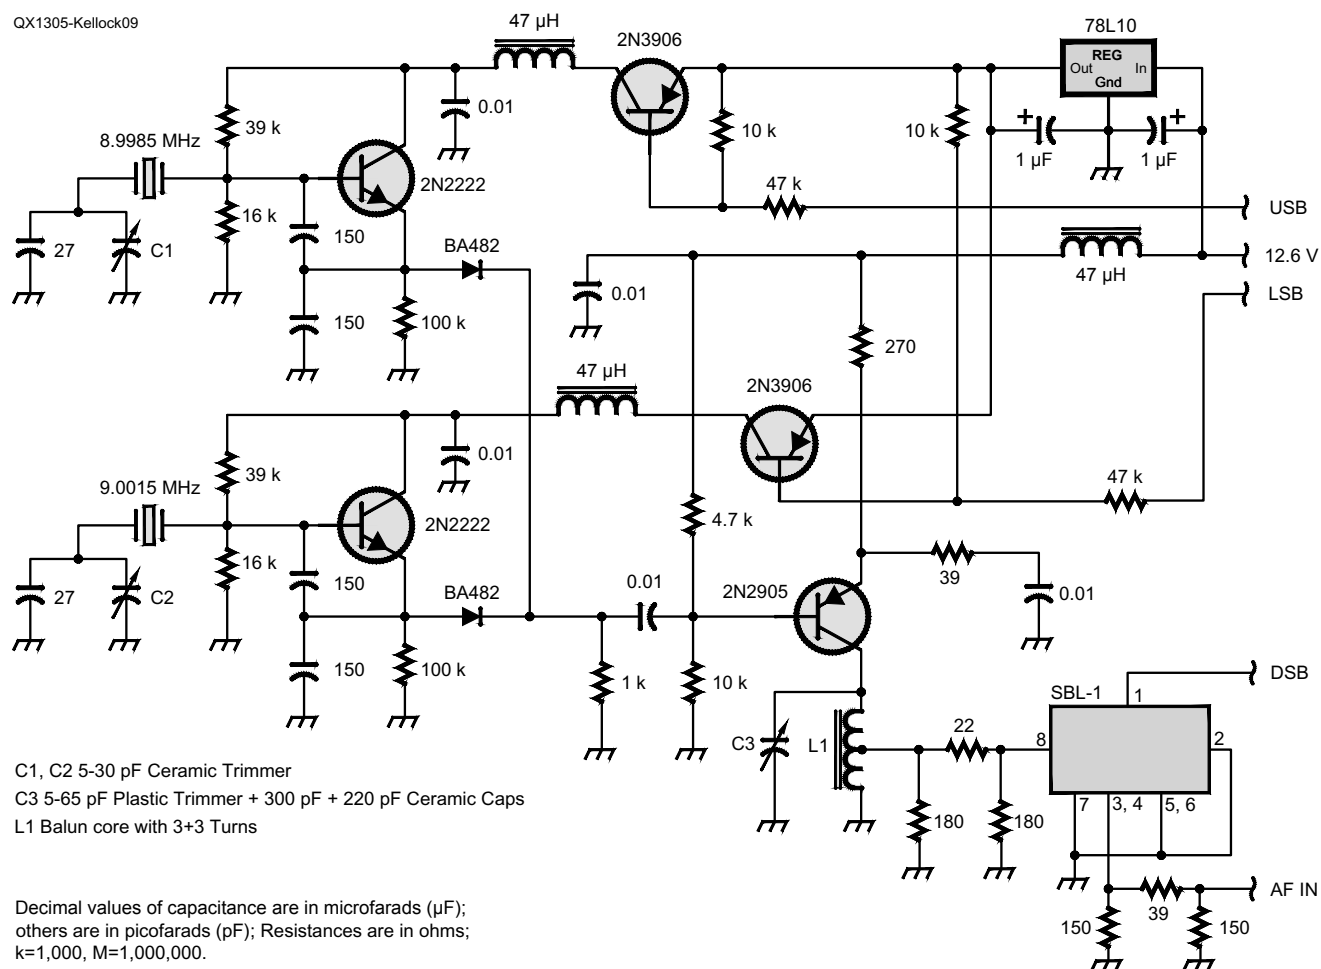 QX1305-Kellock09
47 µH
2N3906
78L10
REG
Out
In
Gnd
39 k
0.01
10 k
10 k
+
+
1 µF
1 µF
8.9985 MHz
2N2222
47 k
USB
16 k
27
C1
150
BA482
12.6 V
47 µH
LSB
0.01
150
100 k
270
47 µH
2N3906
39 k
0.01
47 k
9.0015 MHz
2N2222
4.7 k
16 k
39
27
C2
150
BA482
0.01
2N2905
0.01
150
100 k
1 k
10 k
DSB
SBL-1
1
C3
L1
22
8
2
7
3, 4
5, 6
180
180
C1, C2 5-30 pF Ceramic Trimmer
C3 5-65 pF Plastic Trimmer + 300 pF + 220 pF Ceramic Caps
L1 Balun core with 3+3 Turns
AF IN
39
150
150
Decimal values of capacitance are in microfarads (µF);
others are in picofarads (pF); Resistances are in ohms;
k=1,000, M=1,000,000.